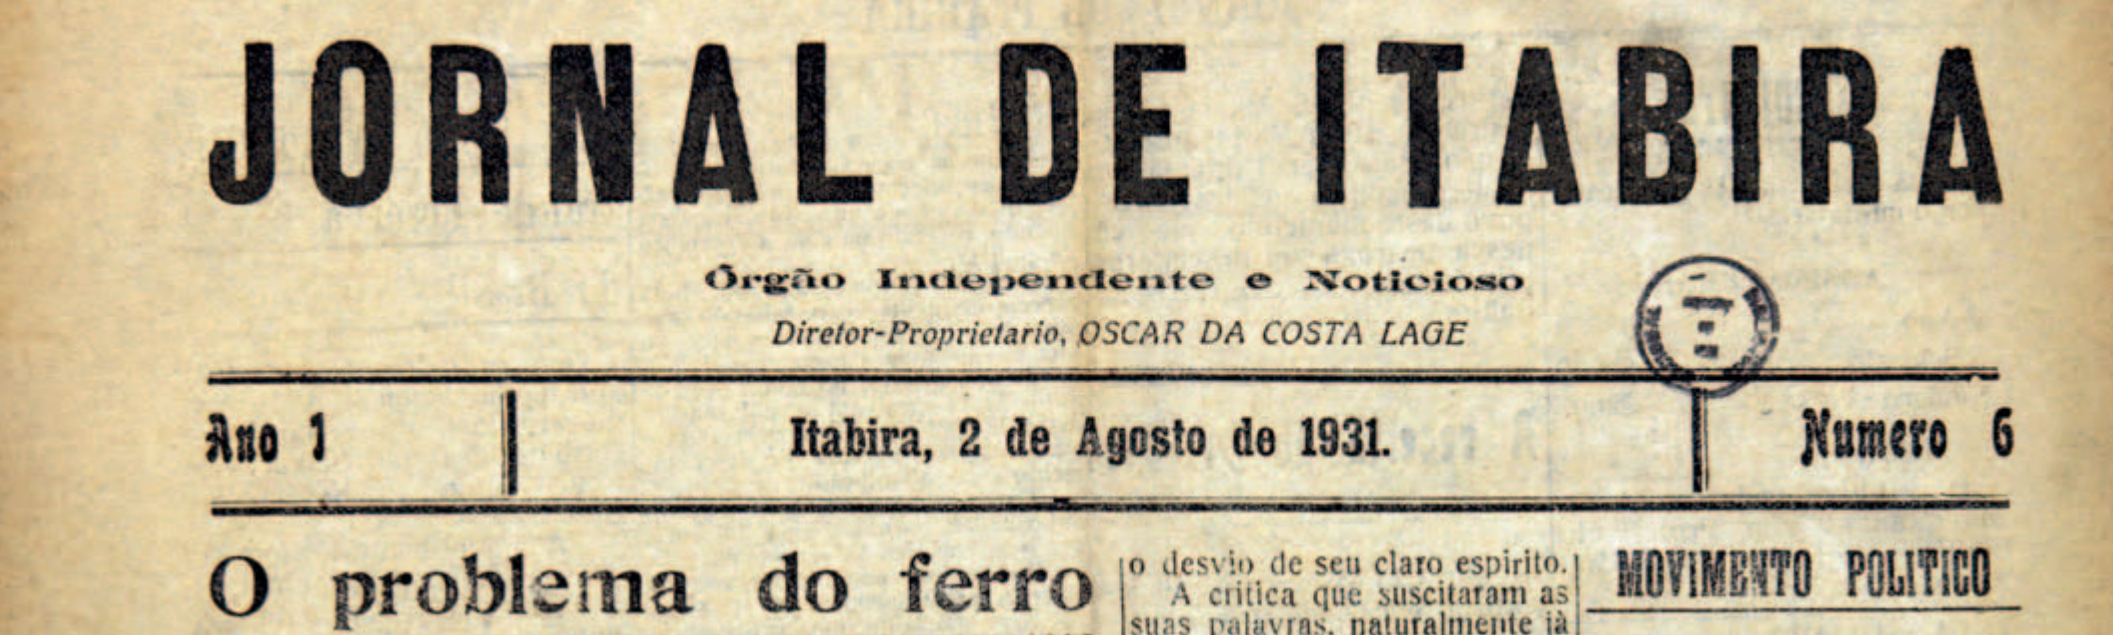 JORNAL DE ITABIRA
Órgão Independente e Noticioso
Diretor-Proprietario, OSCAR DA COSTA LAGE
Ano 1
Itabira, 2 de Agosto de 1931.
Numero 6
O problema do ferro
o desvio de seu claro espirito.
A critica que suscitaram as
suas palavras, naturalmente jà
MOVIMENTO POLITICO